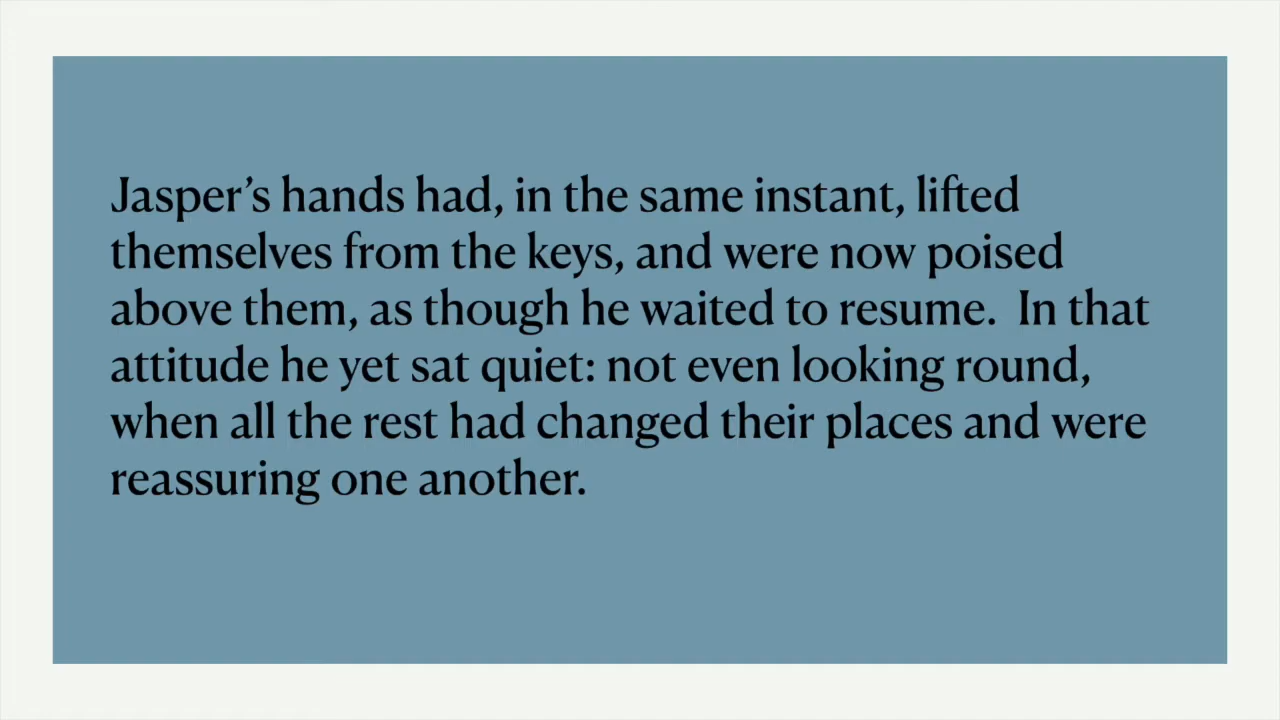 Jasper’s hands had, in the same instant, lifted
themselves from the keys, and were now poised
above them, as though he waited to resume.  In that
attitude he yet sat quiet: not even looking round,
when all the rest had changed their places and were
reassuring one another.